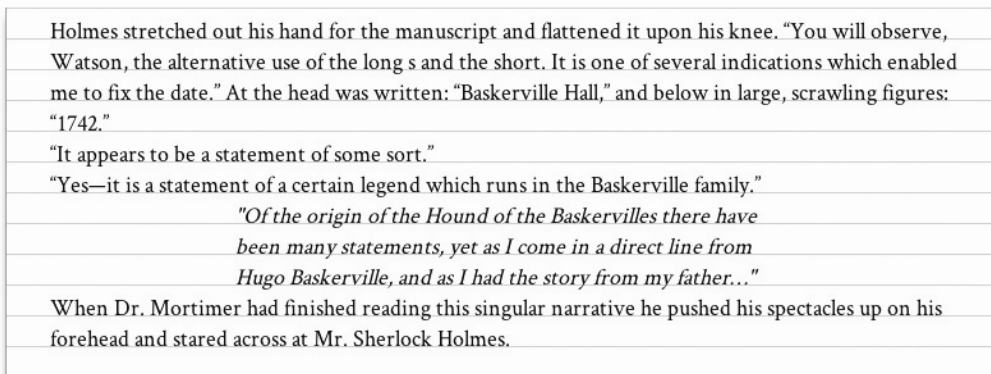 Holmes stretched out his hand for the manuscript and flattened it upon his knee. “You will observe,
Watson, the alternative use of the long s and the short. It is one of several indications which enabled
me to fix the date.” At the head was written: “Baskerville Hall,” and below in large, scrawling figures:
“1742.”
“It appears to be a statement of some sort.”
“Yes—it is a statement of a certain legend which runs in the Baskerville family.”
"Of the origin of the Hound of the Baskervilles there have
been many statements, yet as I come in a direct line from
Hugo Baskerville, and as I had the story from my father…"
When Dr. Mortimer had finished reading this singular narrative he pushed his spectacles up on his
forehead and stared across at Mr. Sherlock Holmes.